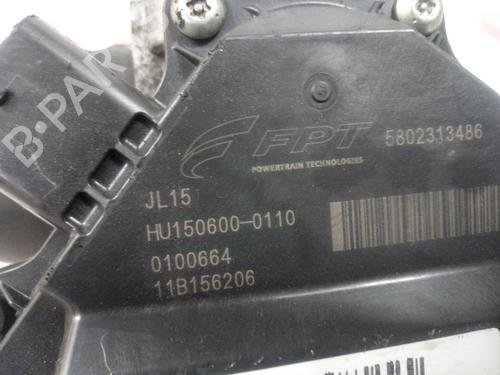 B-PAR
FPT
5802313486
POWERTRAIN TECHNOLOGIES
JL15
HU150600-0110
0100664
11B156206